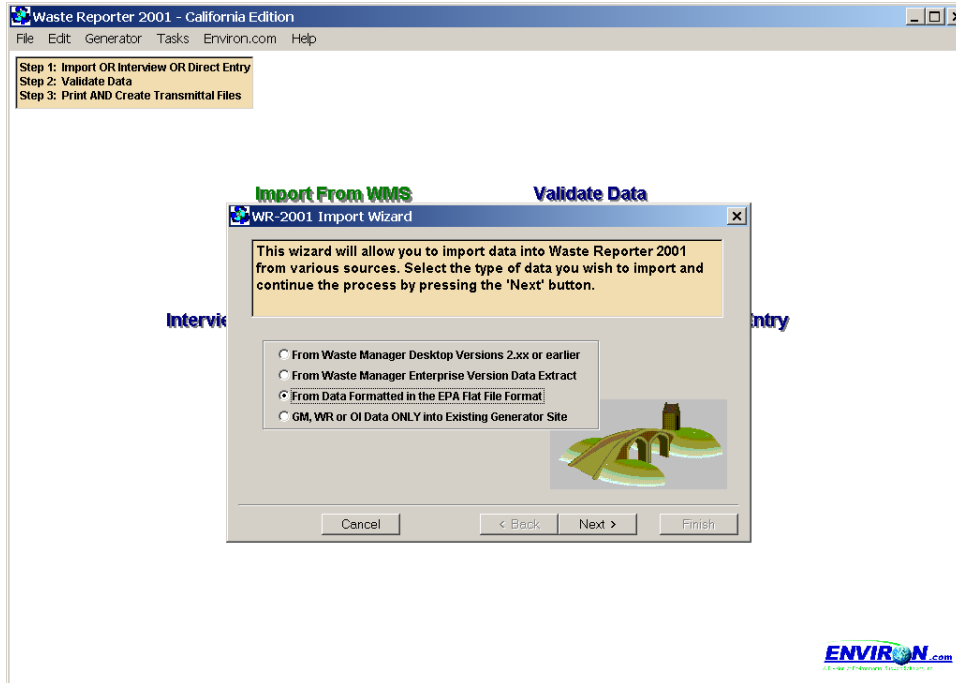 Waste Reporter 2001 - California Edition
File Edit Generator Tasks Environ.com Help
Step 1: Import OR Interview OR Direct Entry
Step 2: Validate Data
Step 3: Print AND Create Transmittal Files
Import From WMS
Validate Data
WR-2001 Import Wizard
This wizard will allow you to import data into Waste Reporter 2001
from various sources. Select the type of data you wish to import and
continue the process by pressing the 'Next' button.
Intervie
ntry
From Waste Manager Desktop Versions 2.xx or earlier
From Waste Manager Enterprise Version Data Extract
From Data Formatted in the EPA Flat File Format
GM, WR or OI Data ONLY into Existing Generator Site
Cancel
< Back
Next >
Finish
ENVIRON.com